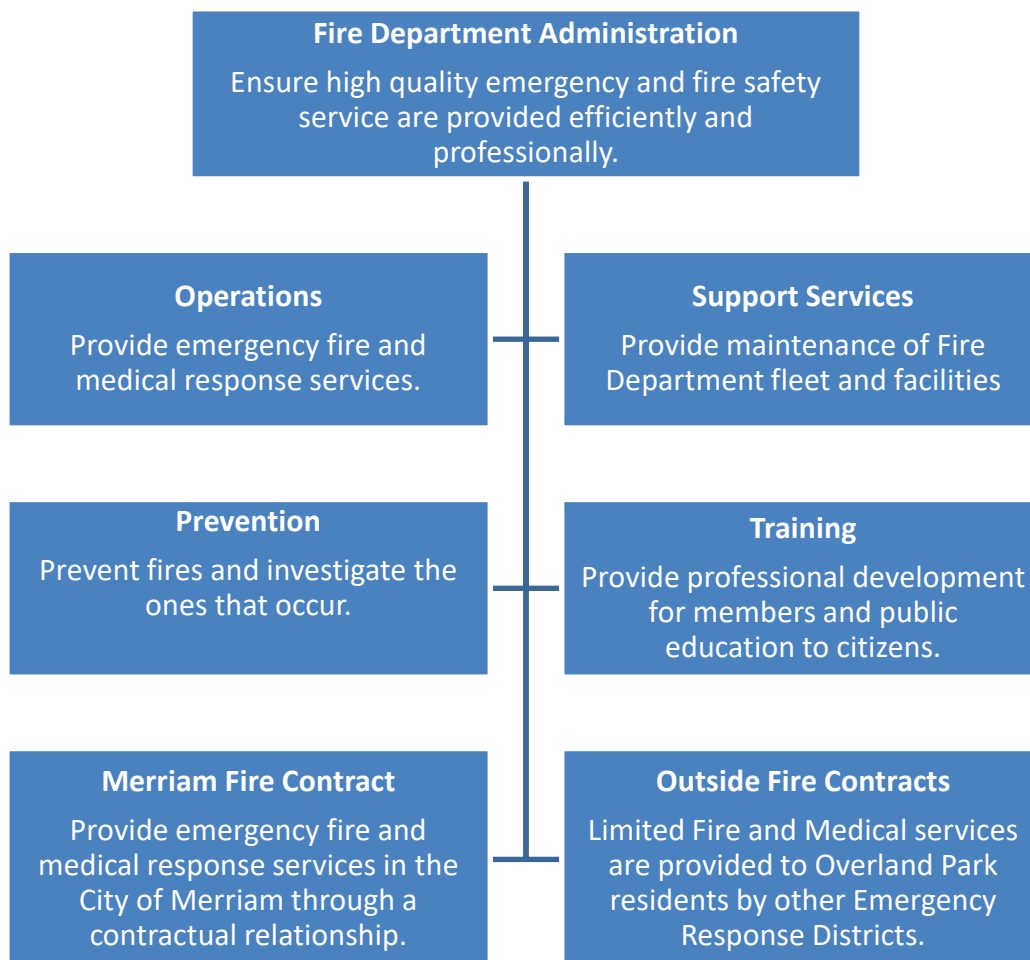 Fire Department Administration
Ensure high quality emergency and fire safety
service are provided efficiently and
professionally.
Operations
Provide emergency fire and
medical response services.
Support Services
Provide maintenance of Fire
Department fleet and facilities
Prevention
Prevent fires and investigate the
ones that occur.
Training
Provide professional development
for members and public
education to citizens.
Merriam Fire Contract
Provide emergency fire and
medical response services in the
City of Merriam through a
contractual relationship.
Outside Fire Contracts
Limited Fire and Medical services
are provided to Overland Park
residents by other Emergency
Response Districts.